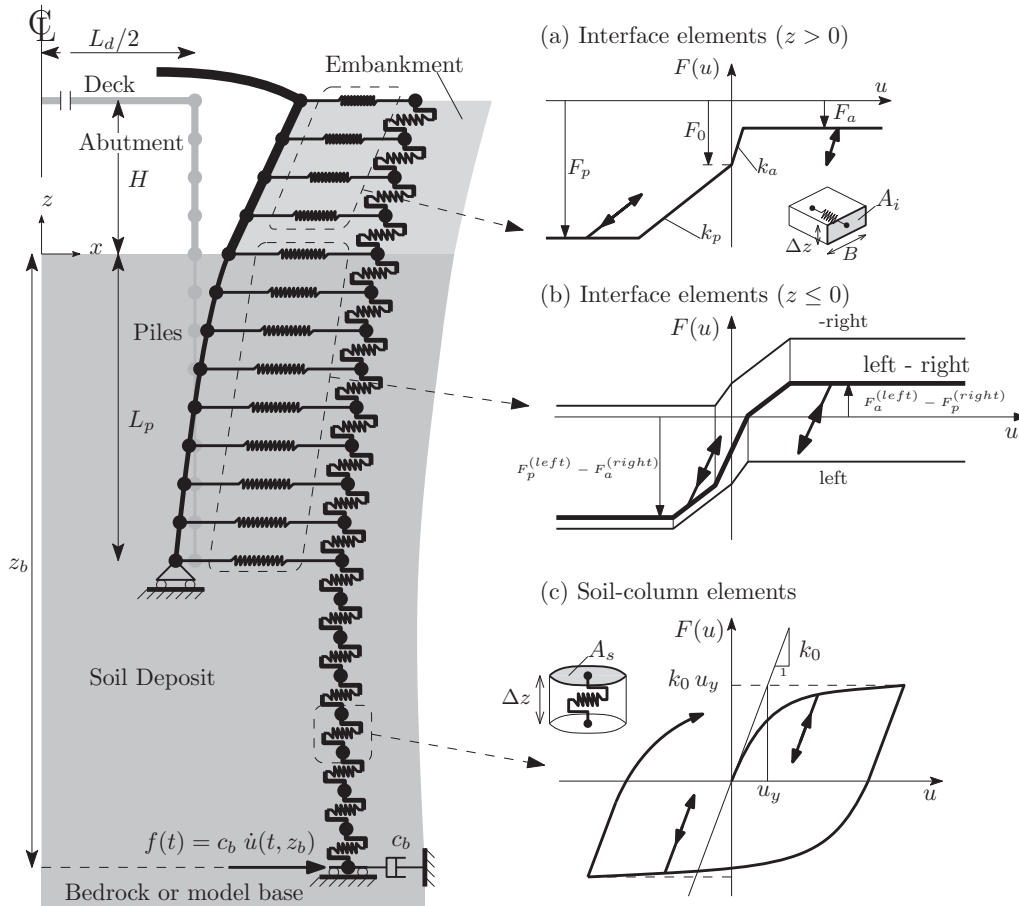 ℄
L_d/2
Deck
Embankment
Abutment
H
z
x
Piles
L_p
z_b
Soil Deposit
f(t) = c_b u̇(t, z_b)
c_b
Bedrock or model base
(a) Interface elements (z > 0)
F(u)
u
F_a
F_0
F_p
k_a
k_p
A_i
Δz
B
(b) Interface elements (z ≤ 0)
F(u)
-right
left - right
F_a^(left) − F_p^(right)
u
F_p^(left) − F_a^(right)
left
(c) Soil-column elements
F(u)
A_s
k_0
1
k_0 u_y
Δz
u_y
u